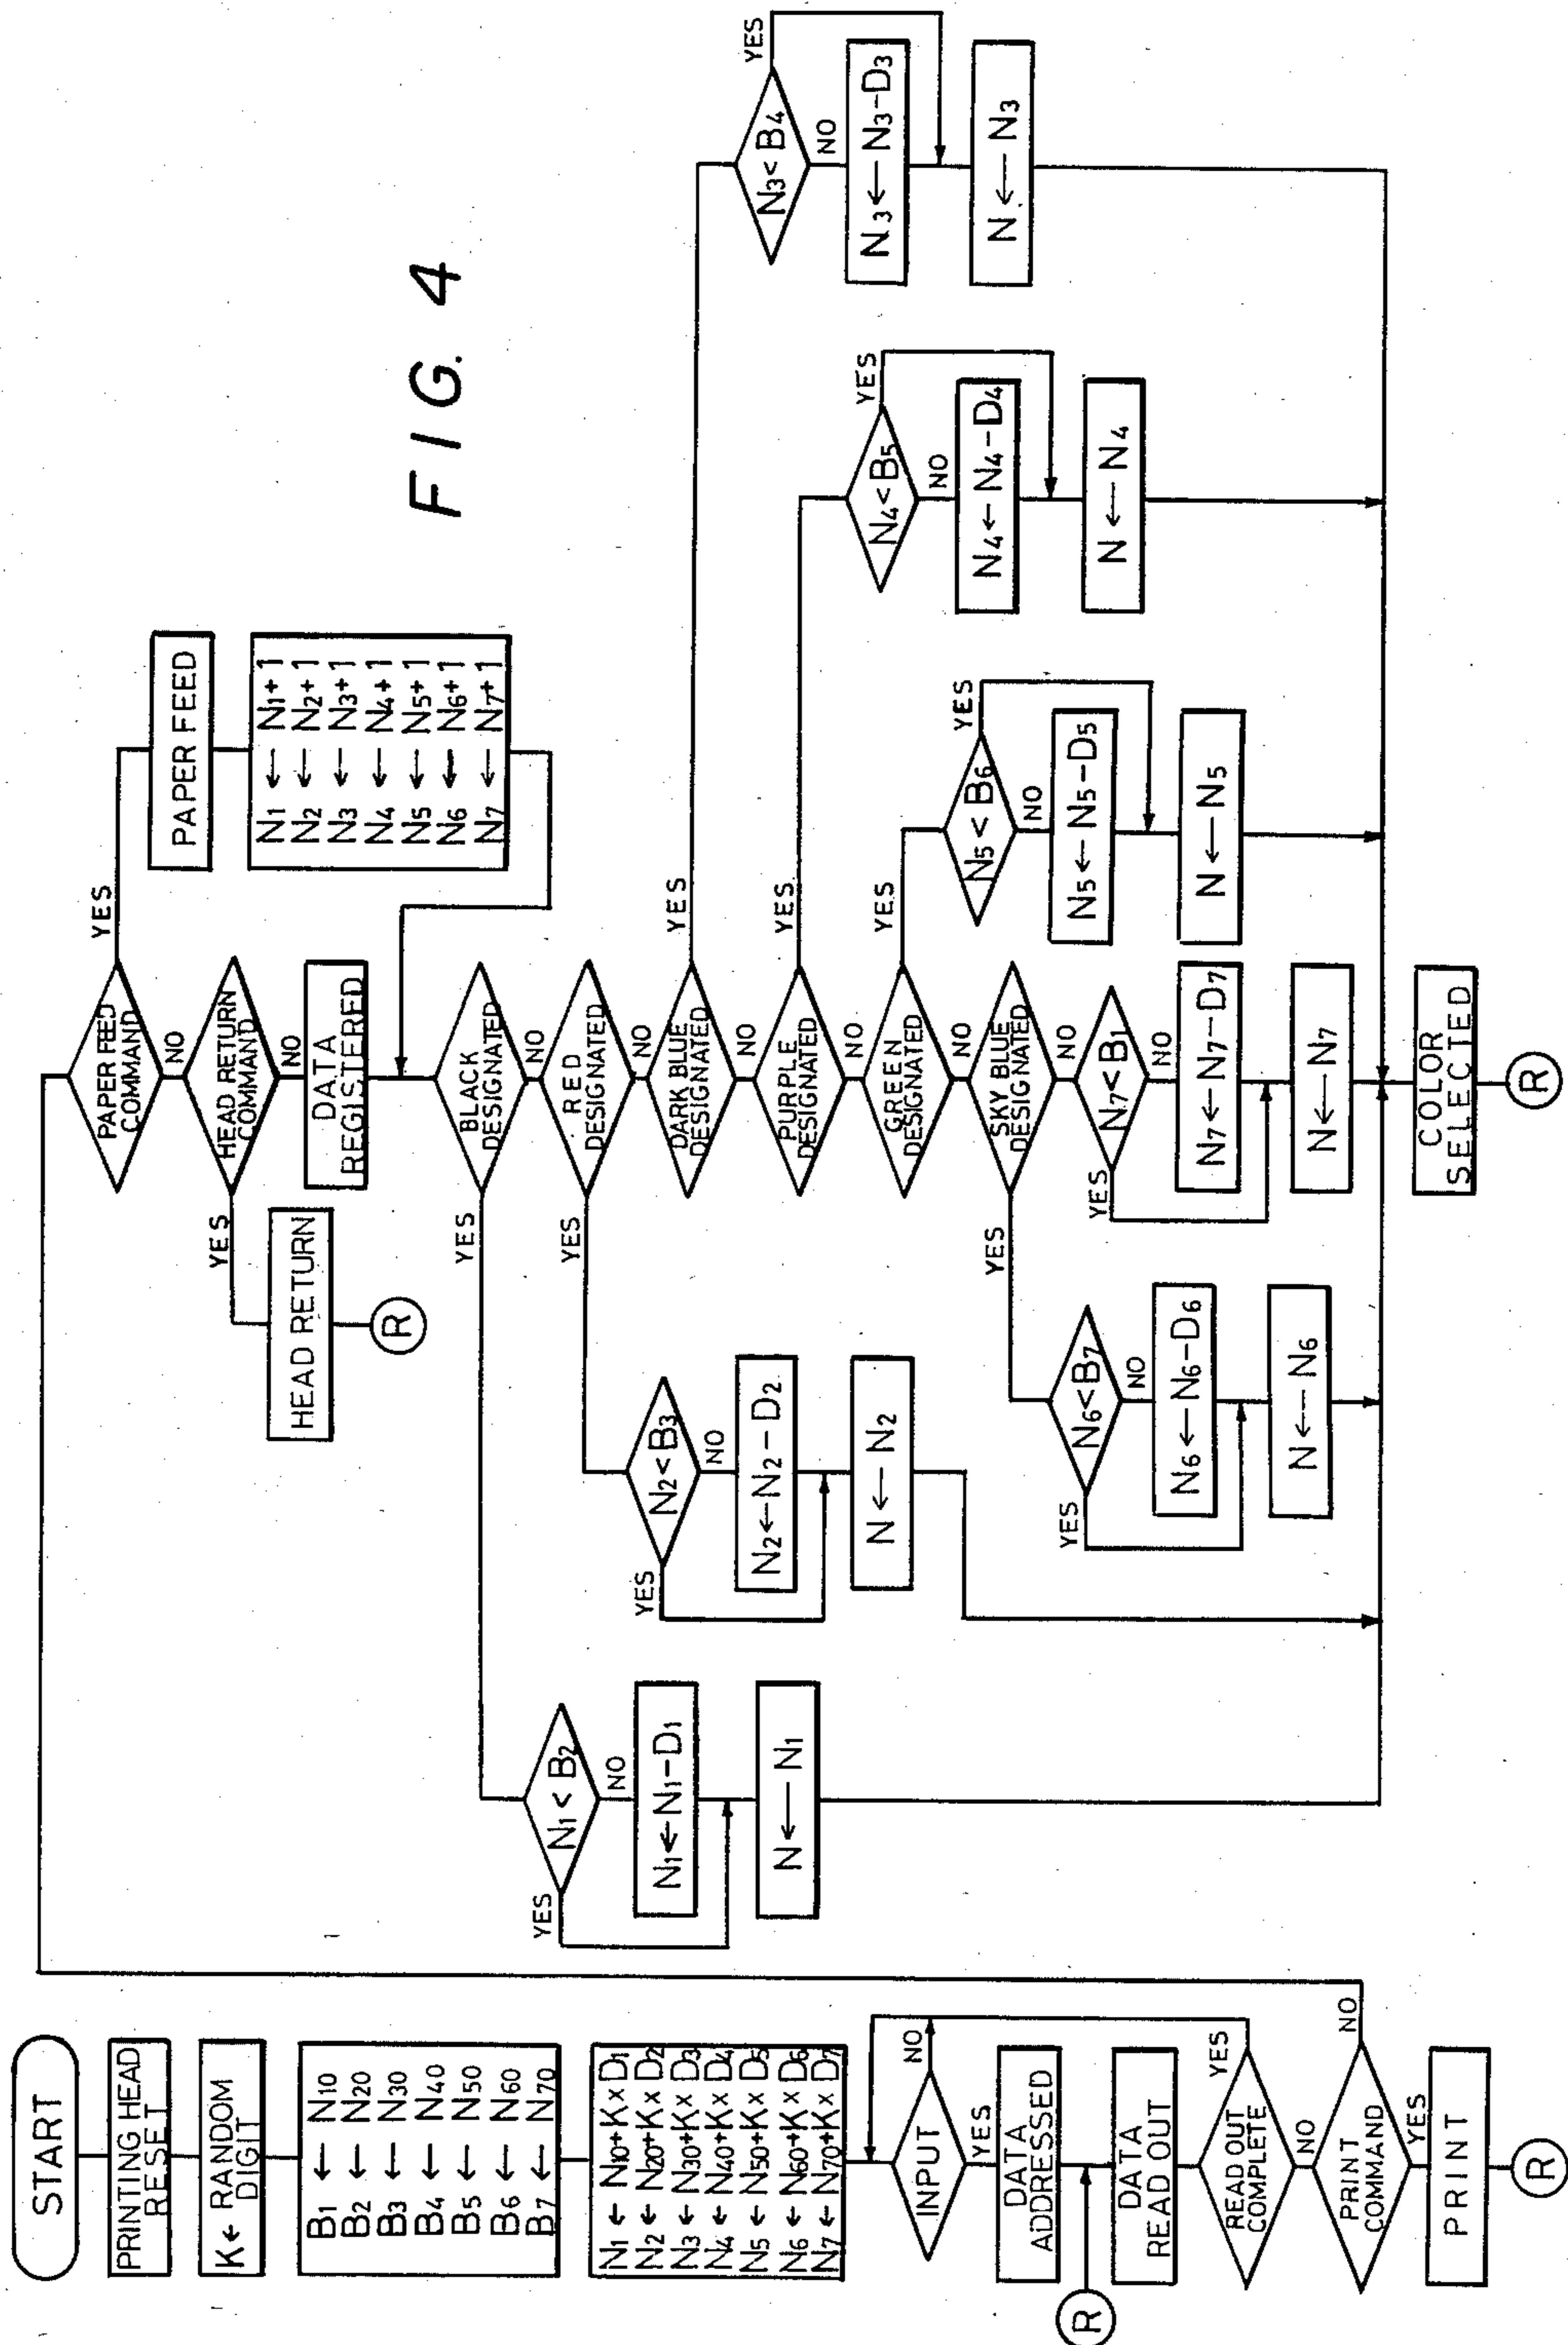 FIG. 4
START
PRINTING HEAD
RESET
K← RANDOM
DIGIT
B1 ← N10
B2 ← N20
B3 ← N30
B4 ← N40
B5 ← N50
B6 ← N60
B7 ← N70
N1 ← N10+K×D1
N2 ← N20+K×D2
N3 ← N30+K×D3
N4 ← N40+K×D4
N5 ← N50+K×D5
N6 ← N60+K×D6
N7 ← N70+K×D7
INPUT
NO
YES
DATA
ADDRESSED
R
DATA
READ OUT
READ OUT
COMPLETE
YES
NO
PRINT
COMMAND
NO
YES
PRINT
R
PAPER FEED
COMMAND
YES
NO
PAPER FEED
N1 ← N1+1
N2 ← N2+1
N3 ← N3+1
N4 ← N4+1
N5 ← N5+1
N6 ← N6+1
N7 ← N7+1
HEAD RETURN
COMMAND
YES
NO
HEAD RETURN
R
DATA
REGISTERED
BLACK
DESIGNATED
YES
NO
N1 < B2
YES
NO
N1←N1-D1
N←N1
RED
DESIGNATED
YES
NO
N2<B3
YES
NO
N2←N2-D2
N←N2
DARK BLUE
DESIGNATED
YES
NO
N3<B4
YES
NO
N3←N3-D3
N←N3
PURPLE
DESIGNATED
YES
NO
N4<B5
YES
NO
N4←N4-D4
N←N4
GREEN
DESIGNATED
YES
NO
N5<B6
YES
NO
N5←N5-D5
N←N5
SKY BLUE
DESIGNATED
YES
NO
N6<B7
YES
NO
N6←N6-D6
N←N6
N7<B1
YES
NO
N7←N7-D7
N←N7
COLOR
SELECTED
R